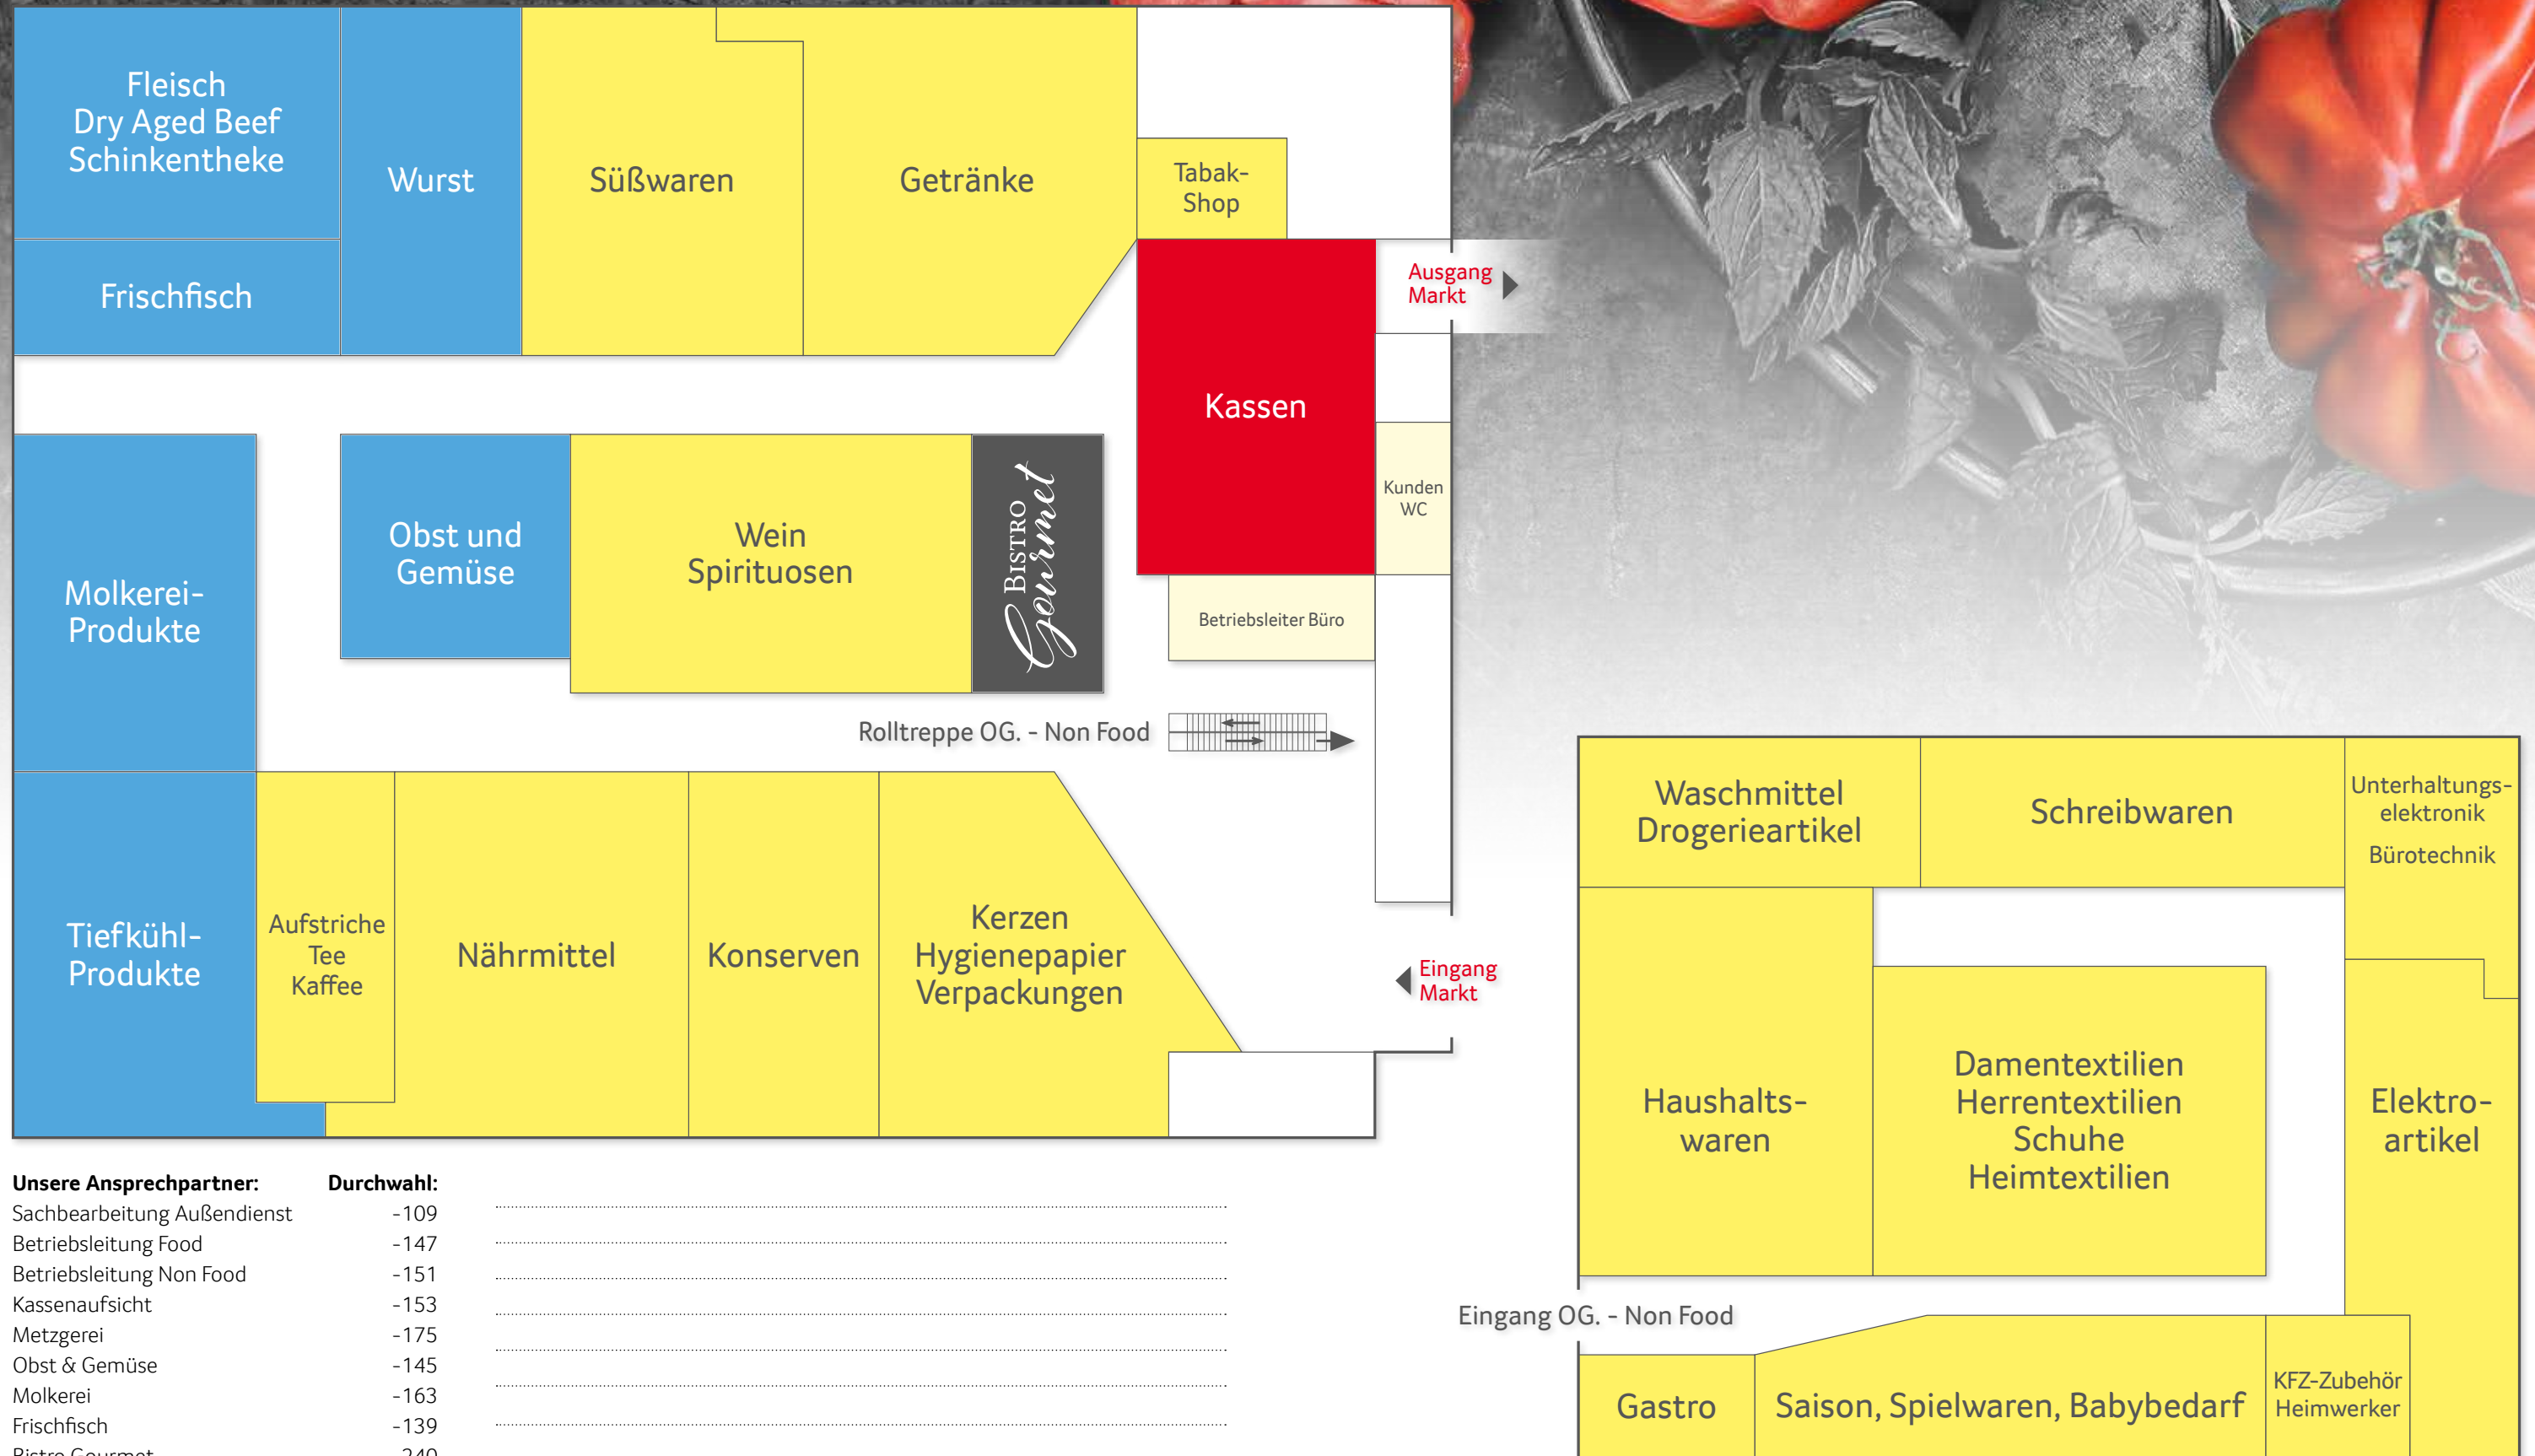 Fleisch
Dry Aged Beef
Schinkentheke
Wurst
Süßwaren
Getränke
Tabak-
Shop
Frischfisch
Ausgang
Markt
Kassen
Kunden
WC
Obst und
Gemüse
Wein
Spirituosen
BISTRO
Gourmet
Molkerei-
Produkte
Betriebsleiter Büro
Rolltreppe OG. - Non Food
Tiefkühl-
Produkte
Aufstriche
Tee
Kaffee
Nährmittel
Konserven
Kerzen
Hygienepapier
Verpackungen
Eingang
Markt
Waschmittel
Drogerieartikel
Schreibwaren
Unterhaltungs-
elektronik
Bürotechnik
Haushalts-
waren
Damentextilien
Herrentextilien
Schuhe
Heimtextilien
Elektro-
artikel
Eingang OG. - Non Food
Gastro
Saison, Spielwaren, Babybedarf
KFZ-Zubehör
Heimwerker
Unsere Ansprechpartner: Durchwahl:
Sachbearbeitung Außendienst -109
Betriebsleitung Food -147
Betriebsleitung Non Food -151
Kassenaufsicht -153
Metzgerei -175
Obst & Gemüse -145
Molkerei -163
Frischfisch -139
Bistro Gourmet -240